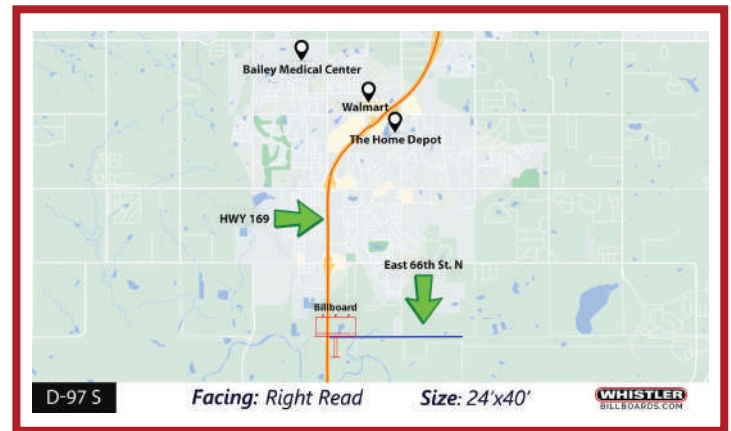 Bailey Medical Center
Walmart
The Home Depot
HWY 169
East 66th St. N
Billboard
D-97 S
Facing: Right Read
Size: 24'x40'
WHISTLER
BILLBOARDS.COM